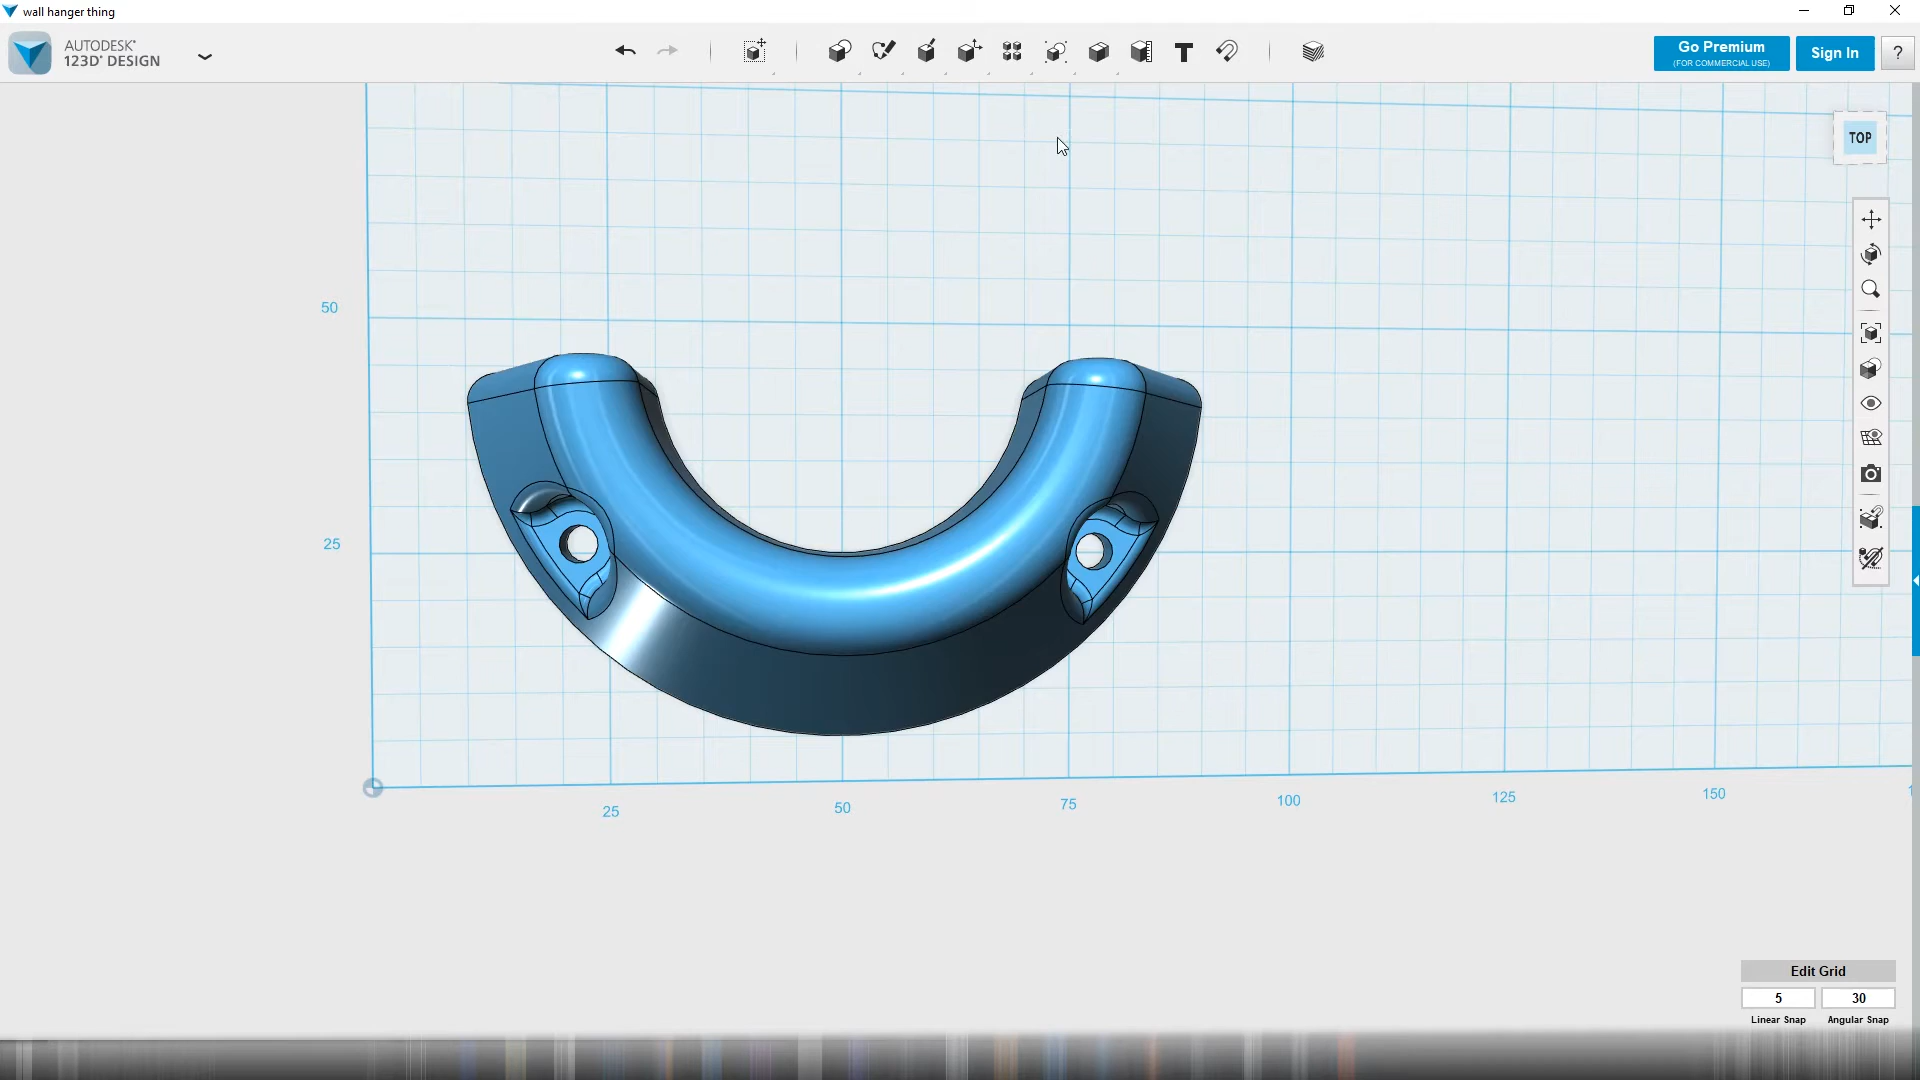 wall hanger thing
AUTODESK®
123D® DESIGN
T
Go Premium
(FOR COMMERCIAL USE)
Sign In
?
TOP
50
25
25
50
75
100
125
150
Edit Grid
5
30
Linear Snap
Angular Snap